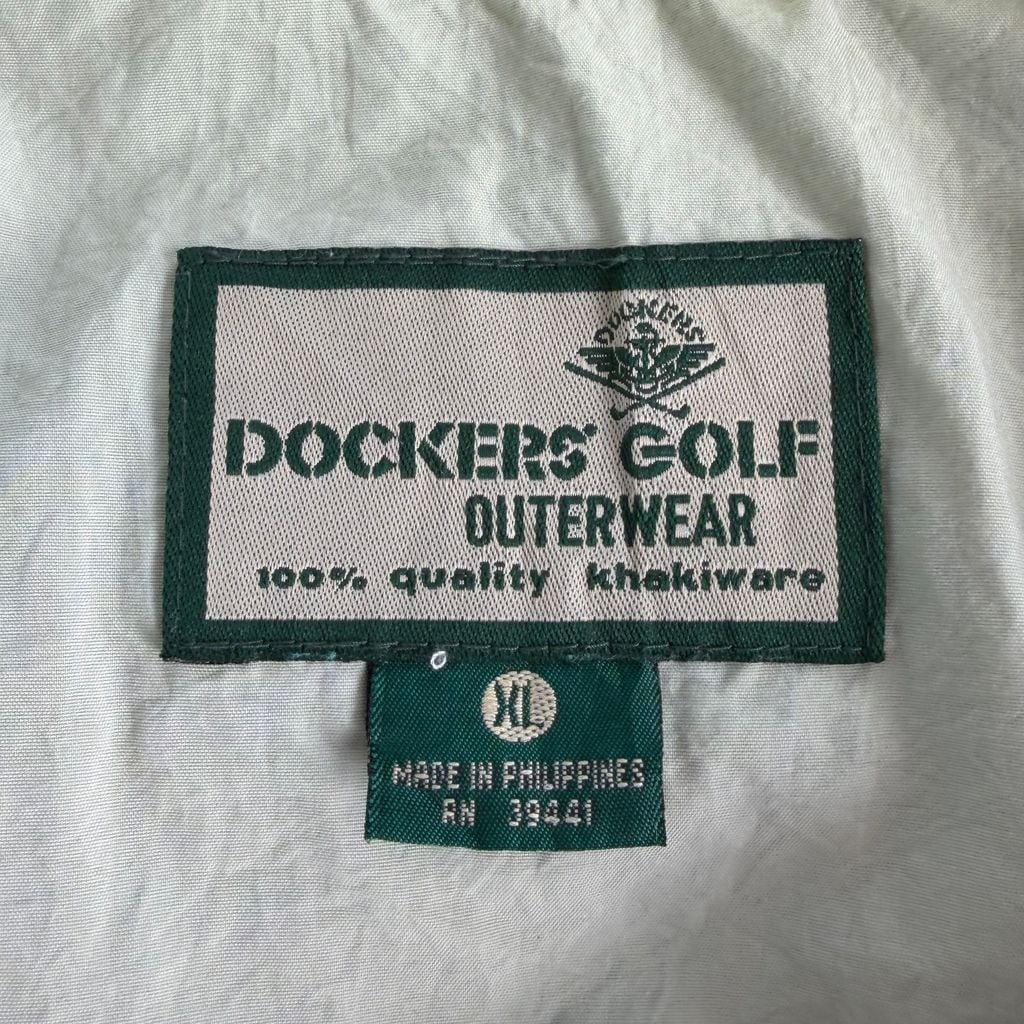 DOCKERS
DOCKERS GOLF
OUTERWEAR
100% quality khakiware
XL
MADE IN PHILIPPINES
RN 39441